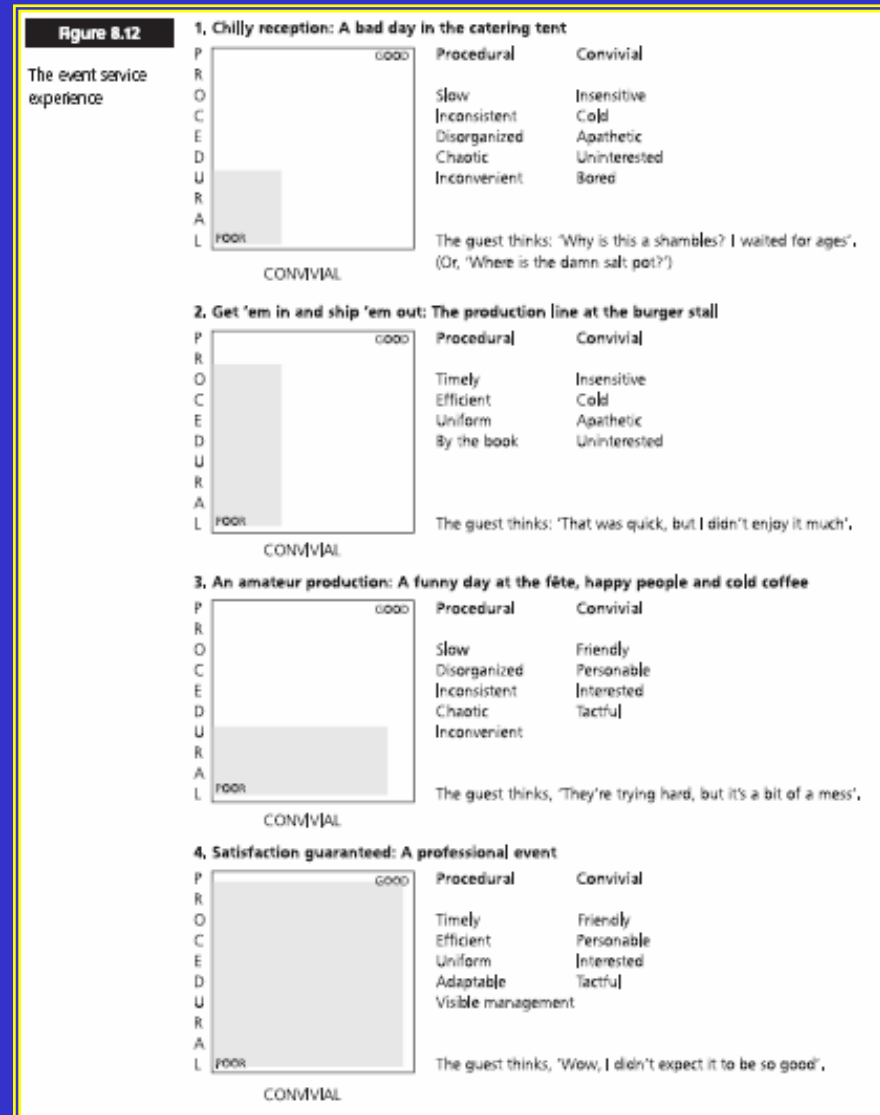 Figure 8.12
The event service
experience
1. Chilly reception: A bad day in the catering tent
PROCEDURAL
GOOD
POOR
CONVIVIAL
Procedural Convivial
Slow Insensitive
Inconsistent Cold
Disorganized Apathetic
Chaotic Uninterested
Inconvenient Bored
The guest thinks: 'Why is this a shambles? I waited for ages'.
(Or, 'Where is the damn salt pot?')
2. Get 'em in and ship 'em out: The production line at the burger stall
PROCEDURAL
GOOD
POOR
CONVIVIAL
Procedural Convivial
Timely Insensitive
Efficient Cold
Uniform Apathetic
By the book Uninterested
The guest thinks: 'That was quick, but I didn't enjoy it much'.
3. An amateur production: A funny day at the fête, happy people and cold coffee
PROCEDURAL
GOOD
POOR
CONVIVIAL
Procedural Convivial
Slow Friendly
Disorganized Personable
Inconsistent Interested
Chaotic Tactful
Inconvenient
The guest thinks, 'They're trying hard, but it's a bit of a mess'.
4. Satisfaction guaranteed: A professional event
PROCEDURAL
GOOD
POOR
CONVIVIAL
Procedural Convivial
Timely Friendly
Efficient Personable
Uniform Interested
Adaptable Tactful
Visible management
The guest thinks, 'Wow, I didn't expect it to be so good'.